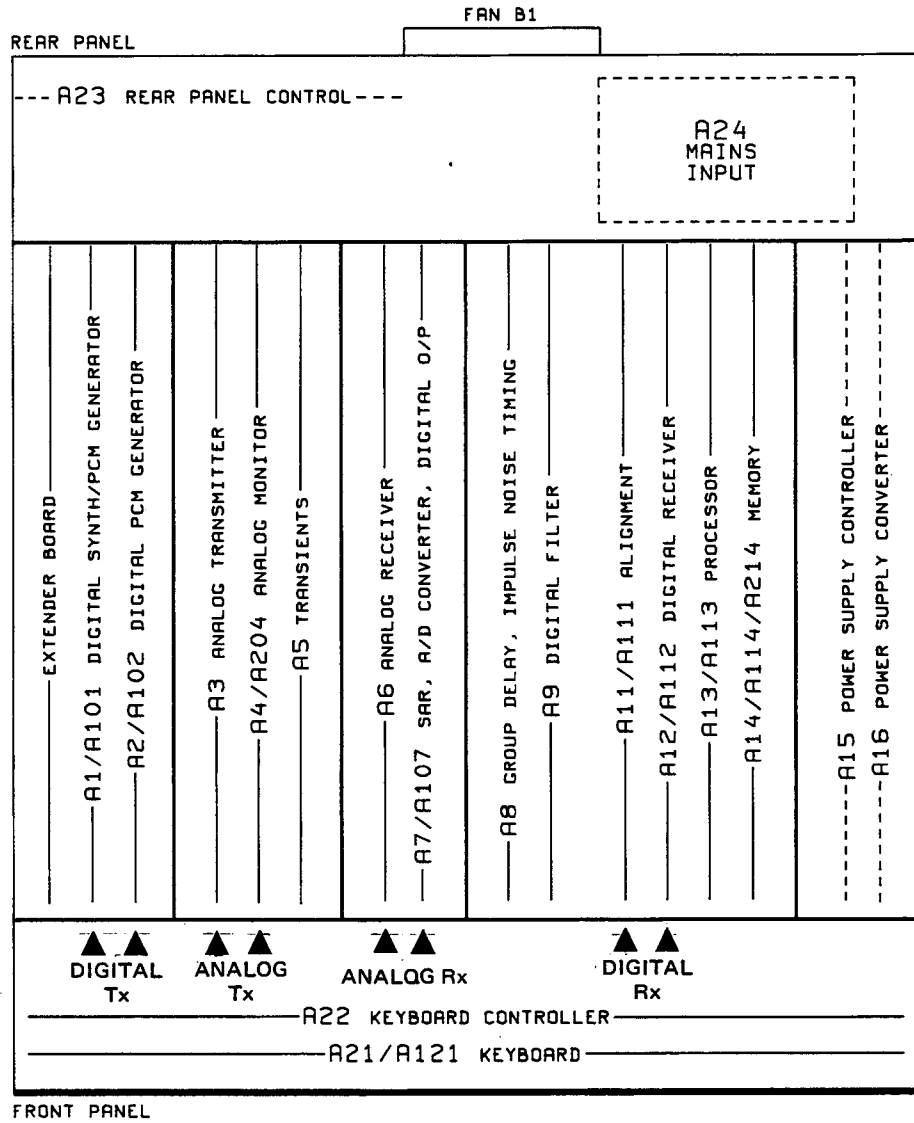 FAN B1
REAR PANEL
--- A23 REAR PANEL CONTROL ---
A24
MAINS
INPUT
EXTENDER BOARD
A1/A101 DIGITAL SYNTH/PCM GENERATOR
A2/A102 DIGITAL PCM GENERATOR
A3 ANALOG TRANSMITTER
A4/A204 ANALOG MONITOR
A5 TRANSIENTS
A6 ANALOG RECEIVER
A7/A107 SAR, A/D CONVERTER, DIGITAL O/P
A8 GROUP DELAY, IMPULSE NOISE TIMING
A9 DIGITAL FILTER
A11/A111 ALIGNMENT
A12/A112 DIGITAL RECEIVER
A13/A113 PROCESSOR
A14/A114/A214 MEMORY
A15 POWER SUPPLY CONTROLLER
A16 POWER SUPPLY CONVERTER
DIGITAL
Tx
ANALOG
Tx
ANALOG Rx
DIGITAL
Rx
A22 KEYBOARD CONTROLLER
A21/A121 KEYBOARD
FRONT PANEL